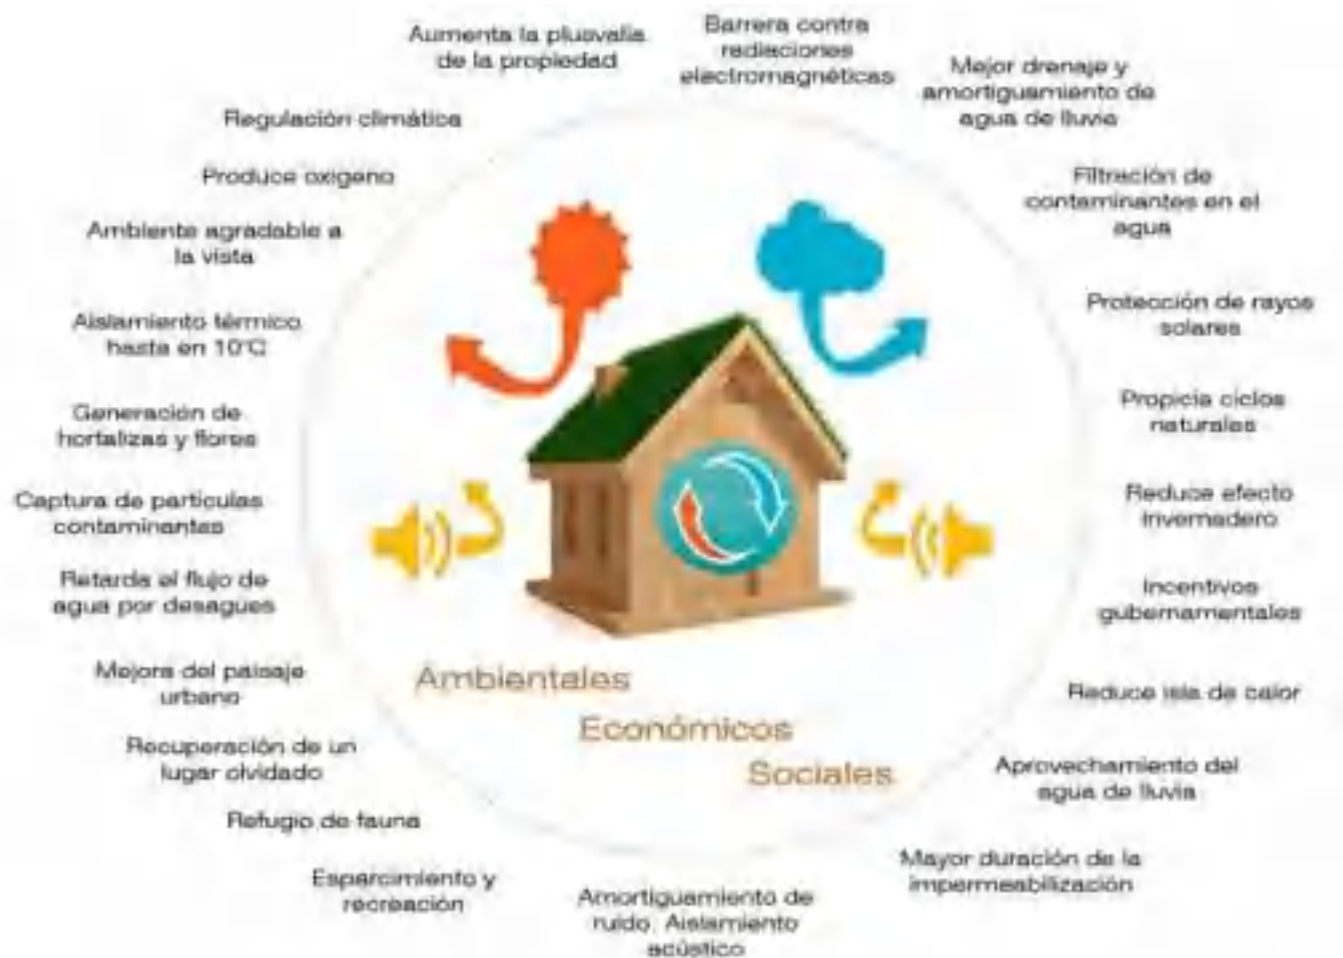 Aumenta la plusvalía
de la propiedad
Barrera contra
radiaciones
electromagnéticas
Mejor drenaje y
amortiguamiento de
agua de lluvia
Filtración de
contaminantes en el
agua
Protección de rayos
solares
Propicia ciclos
naturales
Reduce efecto
invernadero
Incentivos
gubernamentales
Reduce isla de calor
Aprovechamiento del
agua de lluvia
Mayor duración de la
impermeabilización
Amortiguamiento de
ruido. Aislamiento
acústico
Esparcimiento y
recreación
Refugio de fauna
Recuperación de un
lugar olvidado
Mejora del paisaje
urbano
Retarda el flujo de
agua por desagües
Captura de partículas
contaminantes
Generación de
hortalizas y flores
Aislamiento térmico
hasta en 10°C
Ambiente agradable a
la vista
Produce oxigeno
Regulación climática
Ambientales
Económicos
Sociales